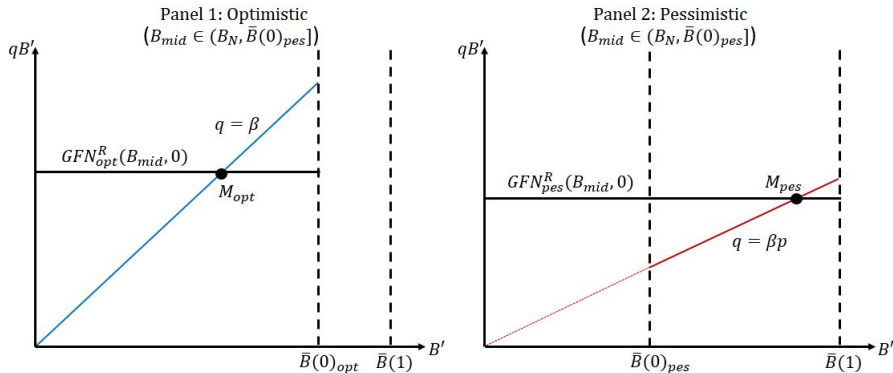 Panel 1: Optimistic
(B_mid ∈ (B_N, B̄(0)_pes])
qB′
q = β
GFN^R_opt(B_mid, 0)
M_opt
B̄(0)_opt
B̄(1)
B′
Panel 2: Pessimistic
(B_mid ∈ (B_N, B̄(0)_pes])
qB′
GFN^R_pes(B_mid, 0)
M_pes
q = βp
B̄(0)_pes
B̄(1)
B′